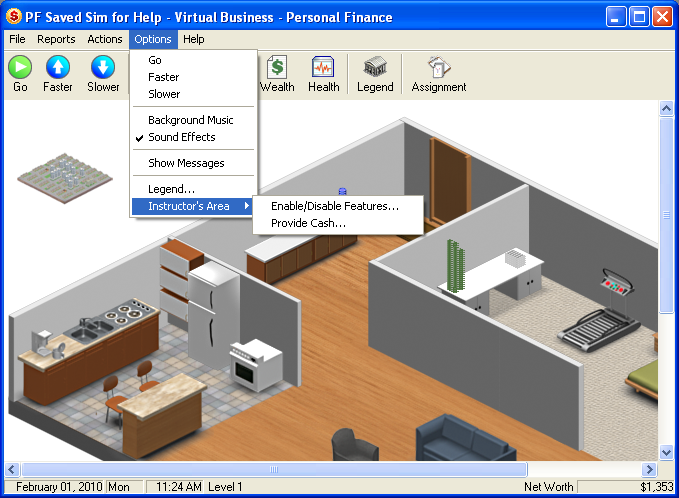 PF Saved Sim for Help - Virtual Business - Personal Finance
File Reports Actions Options Help
Go Faster Slower Wealth Health Legend Assignment
Go
Faster
Slower
Background Music
Sound Effects
Show Messages
Legend...
Instructor's Area
Enable/Disable Features...
Provide Cash...
February 01, 2010 Mon 11:24 AM Level 1 Net Worth $1,353